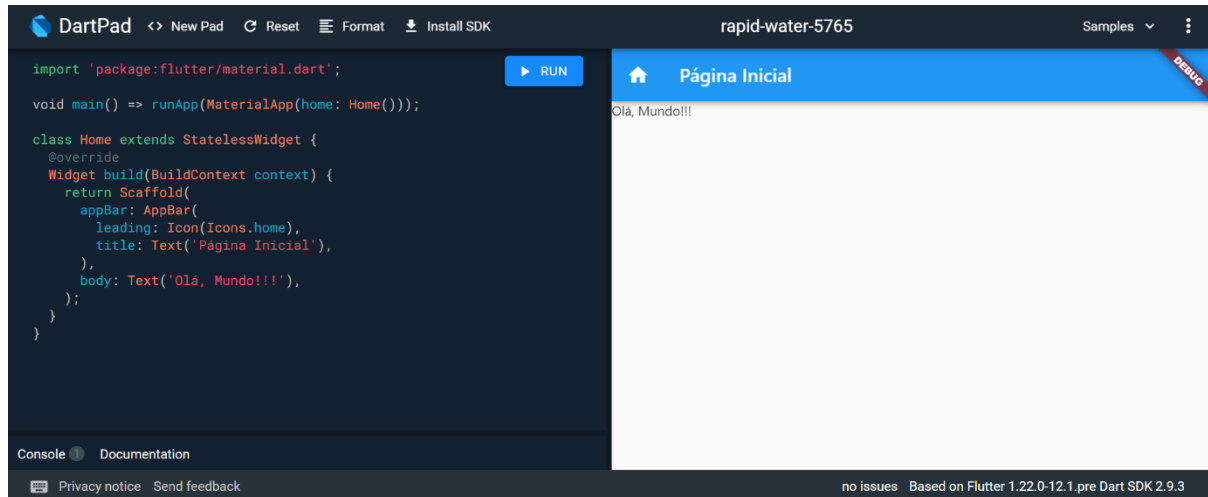 DartPad <> New Pad Reset Format Install SDK rapid-water-5765 Samples
import 'package:flutter/material.dart';
RUN
void main() => runApp(MaterialApp(home: Home()));
class Home extends StatelessWidget {
@override
Widget build(BuildContext context) {
return Scaffold(
appBar: AppBar(
leading: Icon(Icons.home),
title: Text('Página Inicial'),
),
body: Text('Olá, Mundo!!!'),
);
}
}
Console 1 Documentation
Página Inicial
DEBUG
Olá, Mundo!!!
Privacy notice Send feedback no issues Based on Flutter 1.22.0-12.1.pre Dart SDK 2.9.3